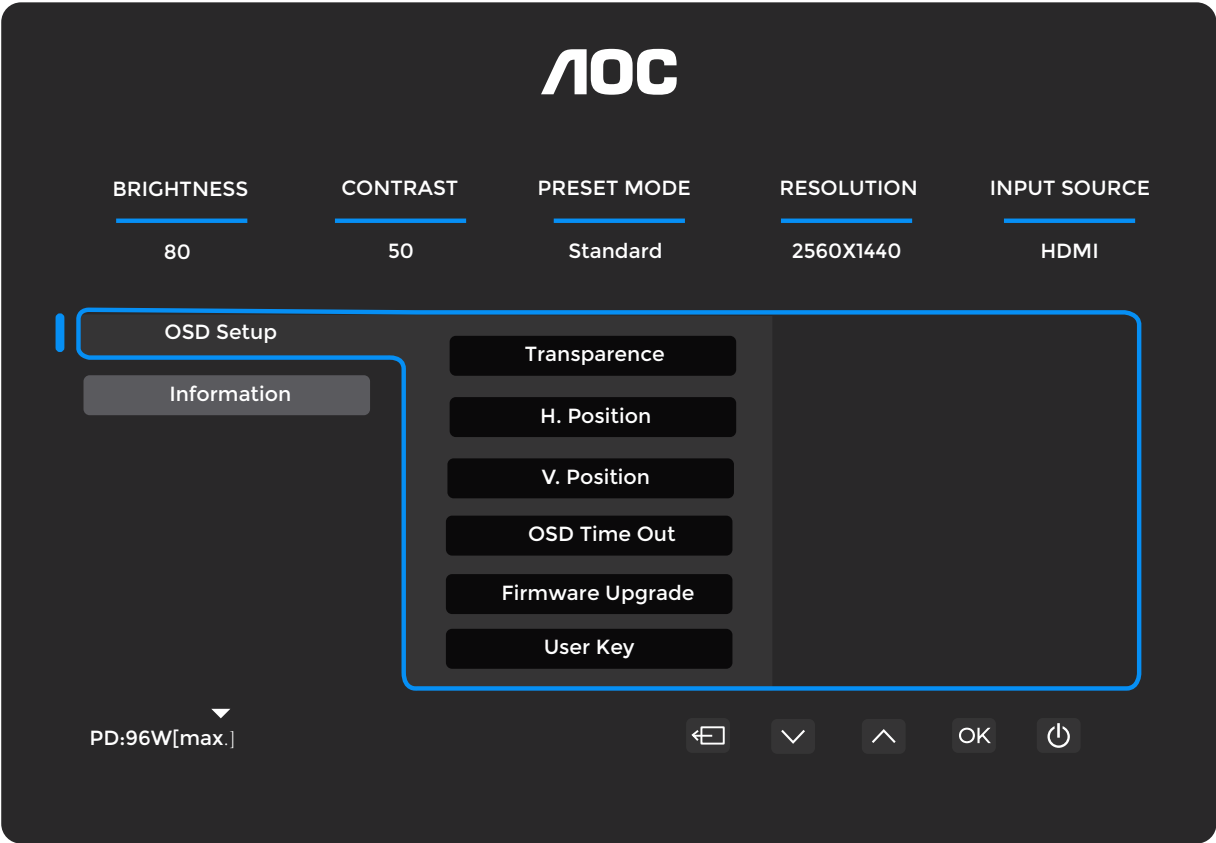 AOC
BRIGHTNESS CONTRAST PRESET MODE RESOLUTION INPUT SOURCE
80 50 Standard 2560X1440 HDMI
OSD Setup
Information
Transparence
H. Position
V. Position
OSD Time Out
Firmware Upgrade
User Key
PD:96W[max.]
OK